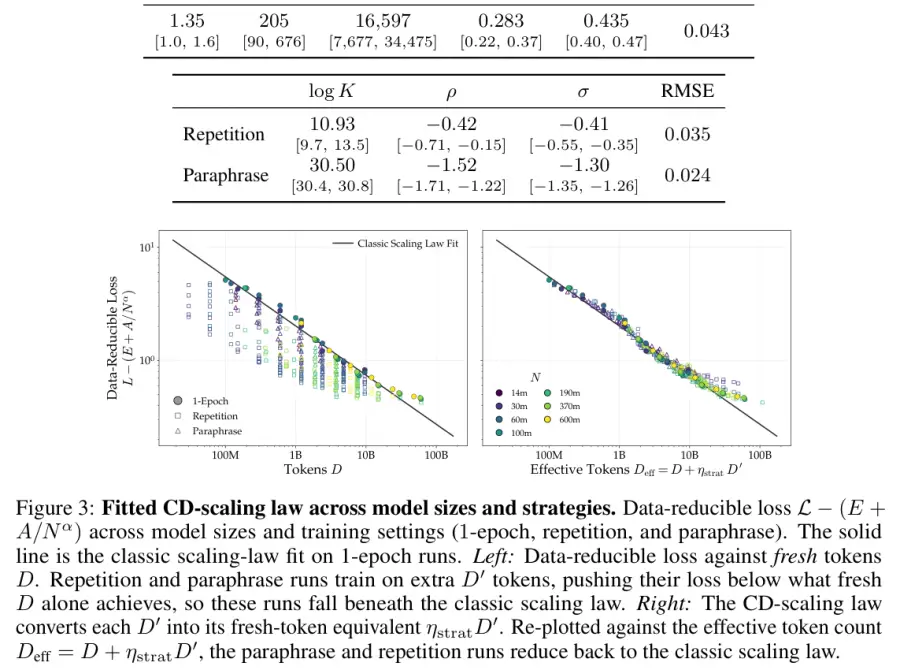 1.35 205 16,597 0.283 0.435 0.043
[1.0, 1.6] [90, 676] [7,677, 34,475] [0.22, 0.37] [0.40, 0.47]
log K ρ σ RMSE
Repetition 10.93 −0.42 −0.41 0.035
[9.7, 13.5] [−0.71, −0.15] [−0.55, −0.35]
Paraphrase 30.50 −1.52 −1.30 0.024
[30.4, 30.8] [−1.71, −1.22] [−1.35, −1.26]
Data-Reducible Loss
L − (E + A/N^α)
10¹
10⁰
Classic Scaling Law Fit
1-Epoch
Repetition
Paraphrase
100M 1B 10B 100B
Tokens D
N
14m 190m
30m 370m
60m 600m
100m
100M 1B 10B 100B
Effective Tokens D_eff = D + η_strat D′
Figure 3: Fitted CD-scaling law across model sizes and strategies. Data-reducible loss ℒ − (E +
A/N^α) across model sizes and training settings (1-epoch, repetition, and paraphrase). The solid
line is the classic scaling-law fit on 1-epoch runs. Left: Data-reducible loss against fresh tokens
D. Repetition and paraphrase runs train on extra D′ tokens, pushing their loss below what fresh
D alone achieves, so these runs fall beneath the classic scaling law. Right: The CD-scaling law
converts each D′ into its fresh-token equivalent η_strat D′. Re-plotted against the effective token count
D_eff = D + η_strat D′, the paraphrase and repetition runs reduce back to the classic scaling law.